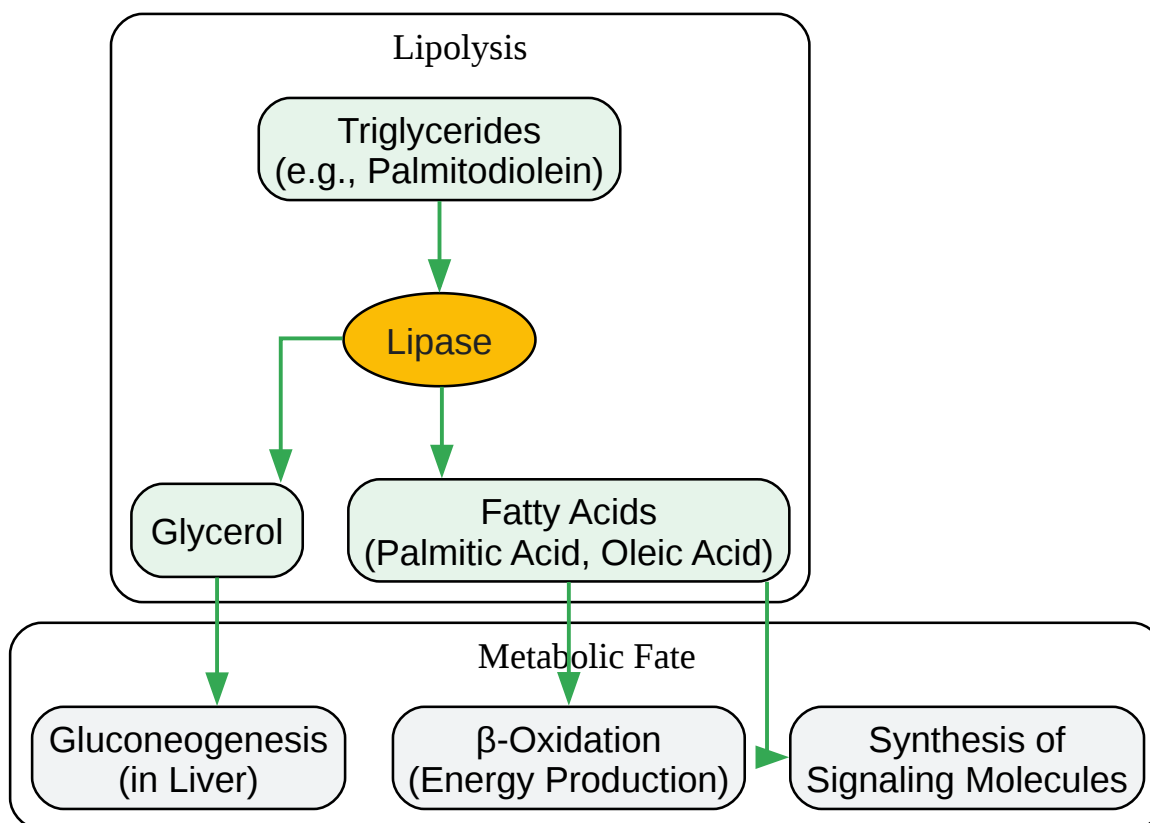 Lipolysis
Triglycerides
(e.g., Palmitodiolein)
Lipase
Glycerol
Fatty Acids
(Palmitic Acid, Oleic Acid)
Metabolic Fate
Gluconeogenesis
(in Liver)
β-Oxidation
(Energy Production)
Synthesis of
Signaling Molecules